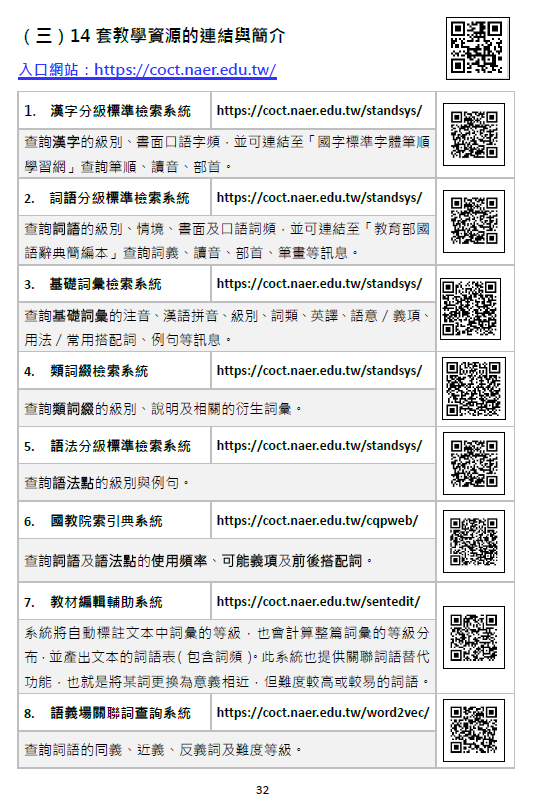 （三）14 套教學資源的連結與簡介
入口網站：https://coct.naer.edu.tw/
1. 漢字分級標準檢索系統 https://coct.naer.edu.tw/standsys/
查詢漢字的級別、書面口語字頻，並可連結至「國字標準字體筆順
學習網」查詢筆順、讀音、部首。
2. 詞語分級標準檢索系統 https://coct.naer.edu.tw/standsys/
查詢詞語的級別、情境、書面及口語詞頻，並可連結至「教育部國
語辭典簡編本」查詢詞義、讀音、部首、筆畫等訊息。
3. 基礎詞彙檢索系統 https://coct.naer.edu.tw/standsys/
查詢基礎詞彙的注音、漢語拼音、級別、詞類、英譯、語意／義項、
用法／常用搭配詞、例句等訊息。
4. 類詞綴檢索系統 https://coct.naer.edu.tw/standsys/
查詢類詞綴的級別、說明及相關的衍生詞彙。
5. 語法分級標準檢索系統 https://coct.naer.edu.tw/standsys/
查詢語法點的級別與例句。
6. 國教院索引典系統 https://coct.naer.edu.tw/cqpweb/
查詢詞語及語法點的使用頻率、可能義項及前後搭配詞。
7. 教材編輯輔助系統 https://coct.naer.edu.tw/sentedit/
系統將自動標註文本中詞彙的等級，也會計算整篇詞彙的等級分
布，並產出文本的詞語表（包含詞頻）。此系統也提供關聯詞語替代
功能，也就是將某詞更換為意義相近，但難度較高或較易的詞語。
8. 語義場關聯詞查詢系統 https://coct.naer.edu.tw/word2vec/
查詢詞語的同義、近義、反義詞及難度等級。
32